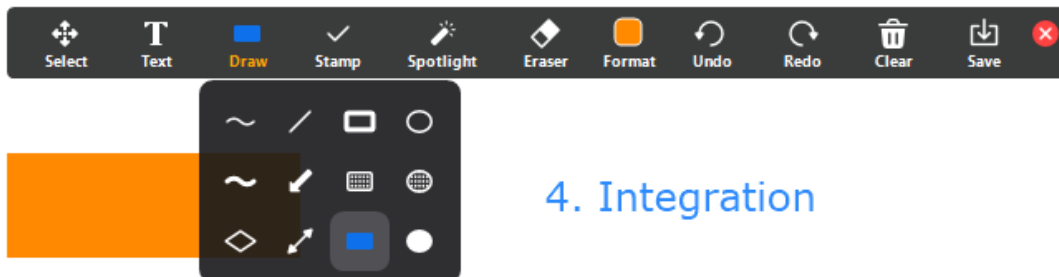 Select Text Draw Stamp Spotlight Eraser Format Undo Redo Clear Save
4. Integration